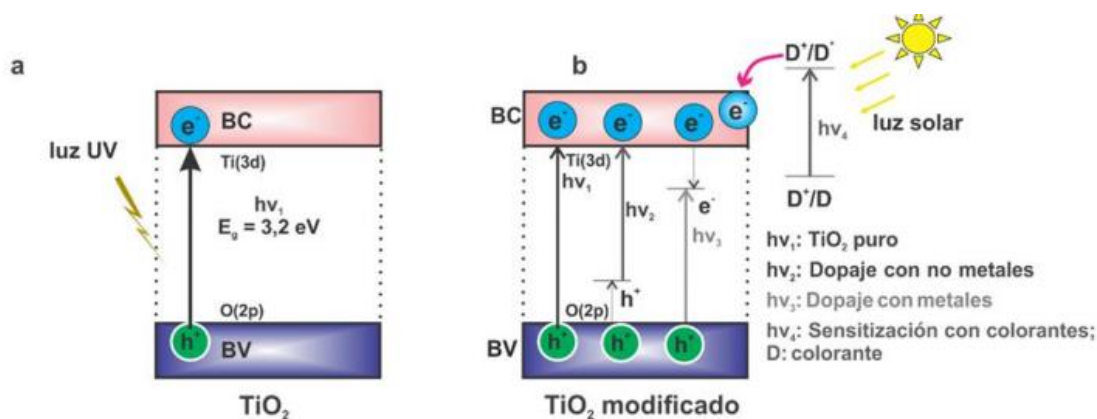 a
luz UV
e⁻
BC
Ti(3d)
hν₁
E_g = 3,2 eV
O(2p)
h⁺
BV
TiO₂
b
D⁺/D*
luz solar
hν₄
D⁺/D
BC
e⁻
e⁻
e⁻
e⁻
Ti(3d)
hν₁
hν₂
e⁻
hν₃
h⁺
O(2p)
BV
h⁺
h⁺
h⁺
TiO₂ modificado
hν₁: TiO₂ puro
hν₂: Dopaje con no metales
hν₃: Dopaje con metales
hν₄: Sensitización con colorantes;
D: colorante